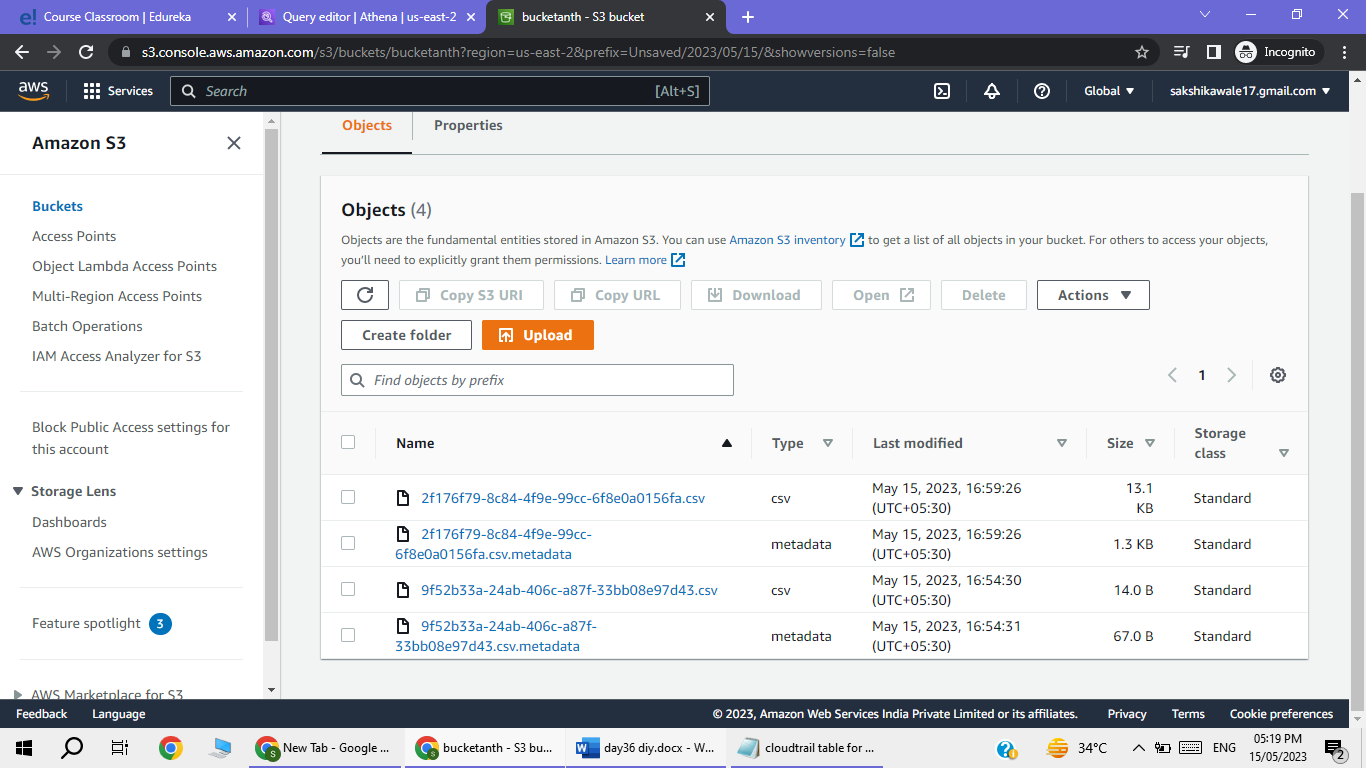 Course Classroom | Edureka
Query editor | Athena | us-east-2
bucketanth - S3 bucket
s3.console.aws.amazon.com/s3/buckets/bucketanth?region=us-east-2&prefix=Unsaved/2023/05/15/&showversions=false
Incognito
aws
Services
Search
[Alt+S]
Global
sakshikawale17.gmail.com
Amazon S3
Buckets
Access Points
Object Lambda Access Points
Multi-Region Access Points
Batch Operations
IAM Access Analyzer for S3
Block Public Access settings for
this account
Storage Lens
Dashboards
AWS Organizations settings
Feature spotlight 3
AWS Marketplace for S3
Objects
Properties
Objects (4)
Objects are the fundamental entities stored in Amazon S3. You can use Amazon S3 inventory to get a list of all objects in your bucket. For others to access your objects,
you'll need to explicitly grant them permissions. Learn more
Copy S3 URI
Copy URL
Download
Open
Delete
Actions
Create folder
Upload
Find objects by prefix
1
Name
Type
Last modified
Size
Storage
class
2f176f79-8c84-4f9e-99cc-6f8e0a0156fa.csv
csv
May 15, 2023, 16:59:26
(UTC+05:30)
13.1
KB
Standard
2f176f79-8c84-4f9e-99cc-
6f8e0a0156fa.csv.metadata
metadata
May 15, 2023, 16:59:26
(UTC+05:30)
1.3 KB
Standard
9f52b33a-24ab-406c-a87f-33bb08e97d43.csv
csv
May 15, 2023, 16:54:30
(UTC+05:30)
14.0 B
Standard
9f52b33a-24ab-406c-a87f-
33bb08e97d43.csv.metadata
metadata
May 15, 2023, 16:54:31
(UTC+05:30)
67.0 B
Standard
Feedback
Language
© 2023, Amazon Web Services India Private Limited or its affiliates.
Privacy
Terms
Cookie preferences
New Tab - Google ...
bucketanth - S3 bu...
day36 diy.docx - W...
cloudtrail table for ...
34°C
ENG
05:19 PM
15/05/2023
2